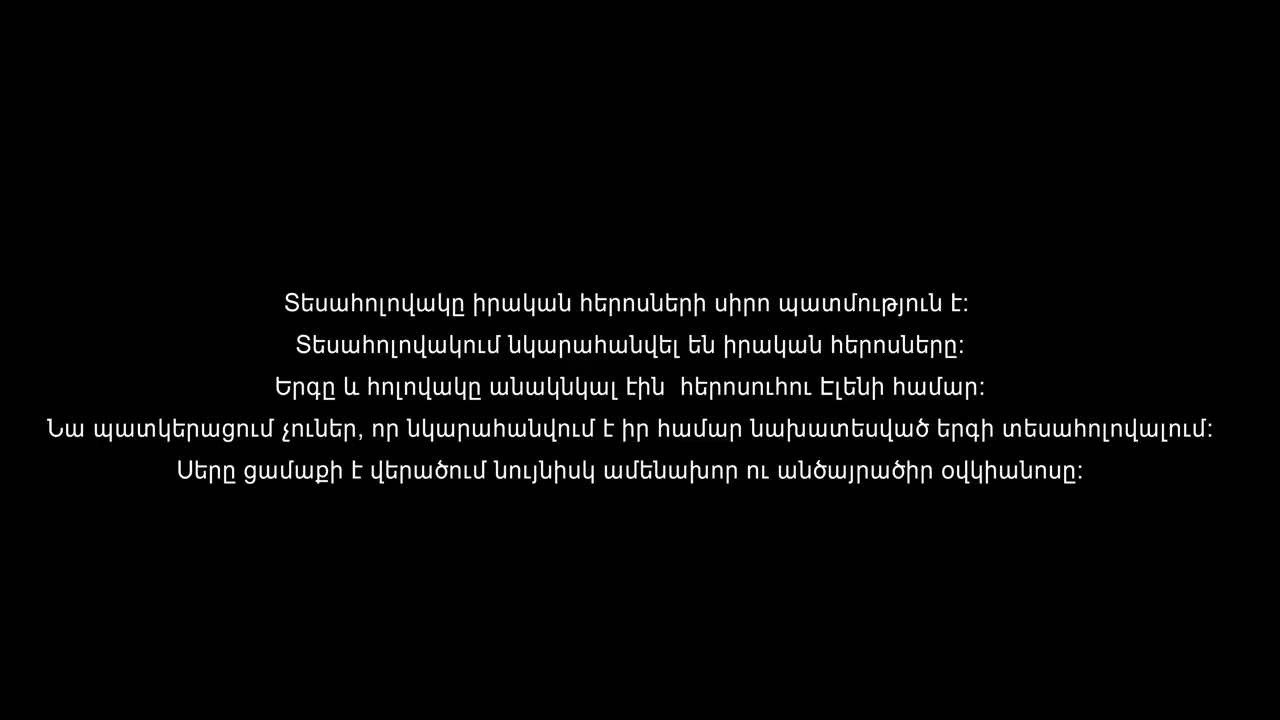 Տեսահոլովակը իրական հերոսների սիրո պատմություն է:
Տեսահոլովակում նկարահանվել են իրական հերոսները:
Երգը և հոլովակը անակնկալ էին  հերոսուհու Էլենի համար:
Նա պատկերացում չուներ, որ նկարահանվում է իր համար նախատեսված երգի տեսահոլովալում:
Սերը ցամաքի է վերածում նույնիսկ ամենախոր ու անծայրածիր օվկիանոսը: